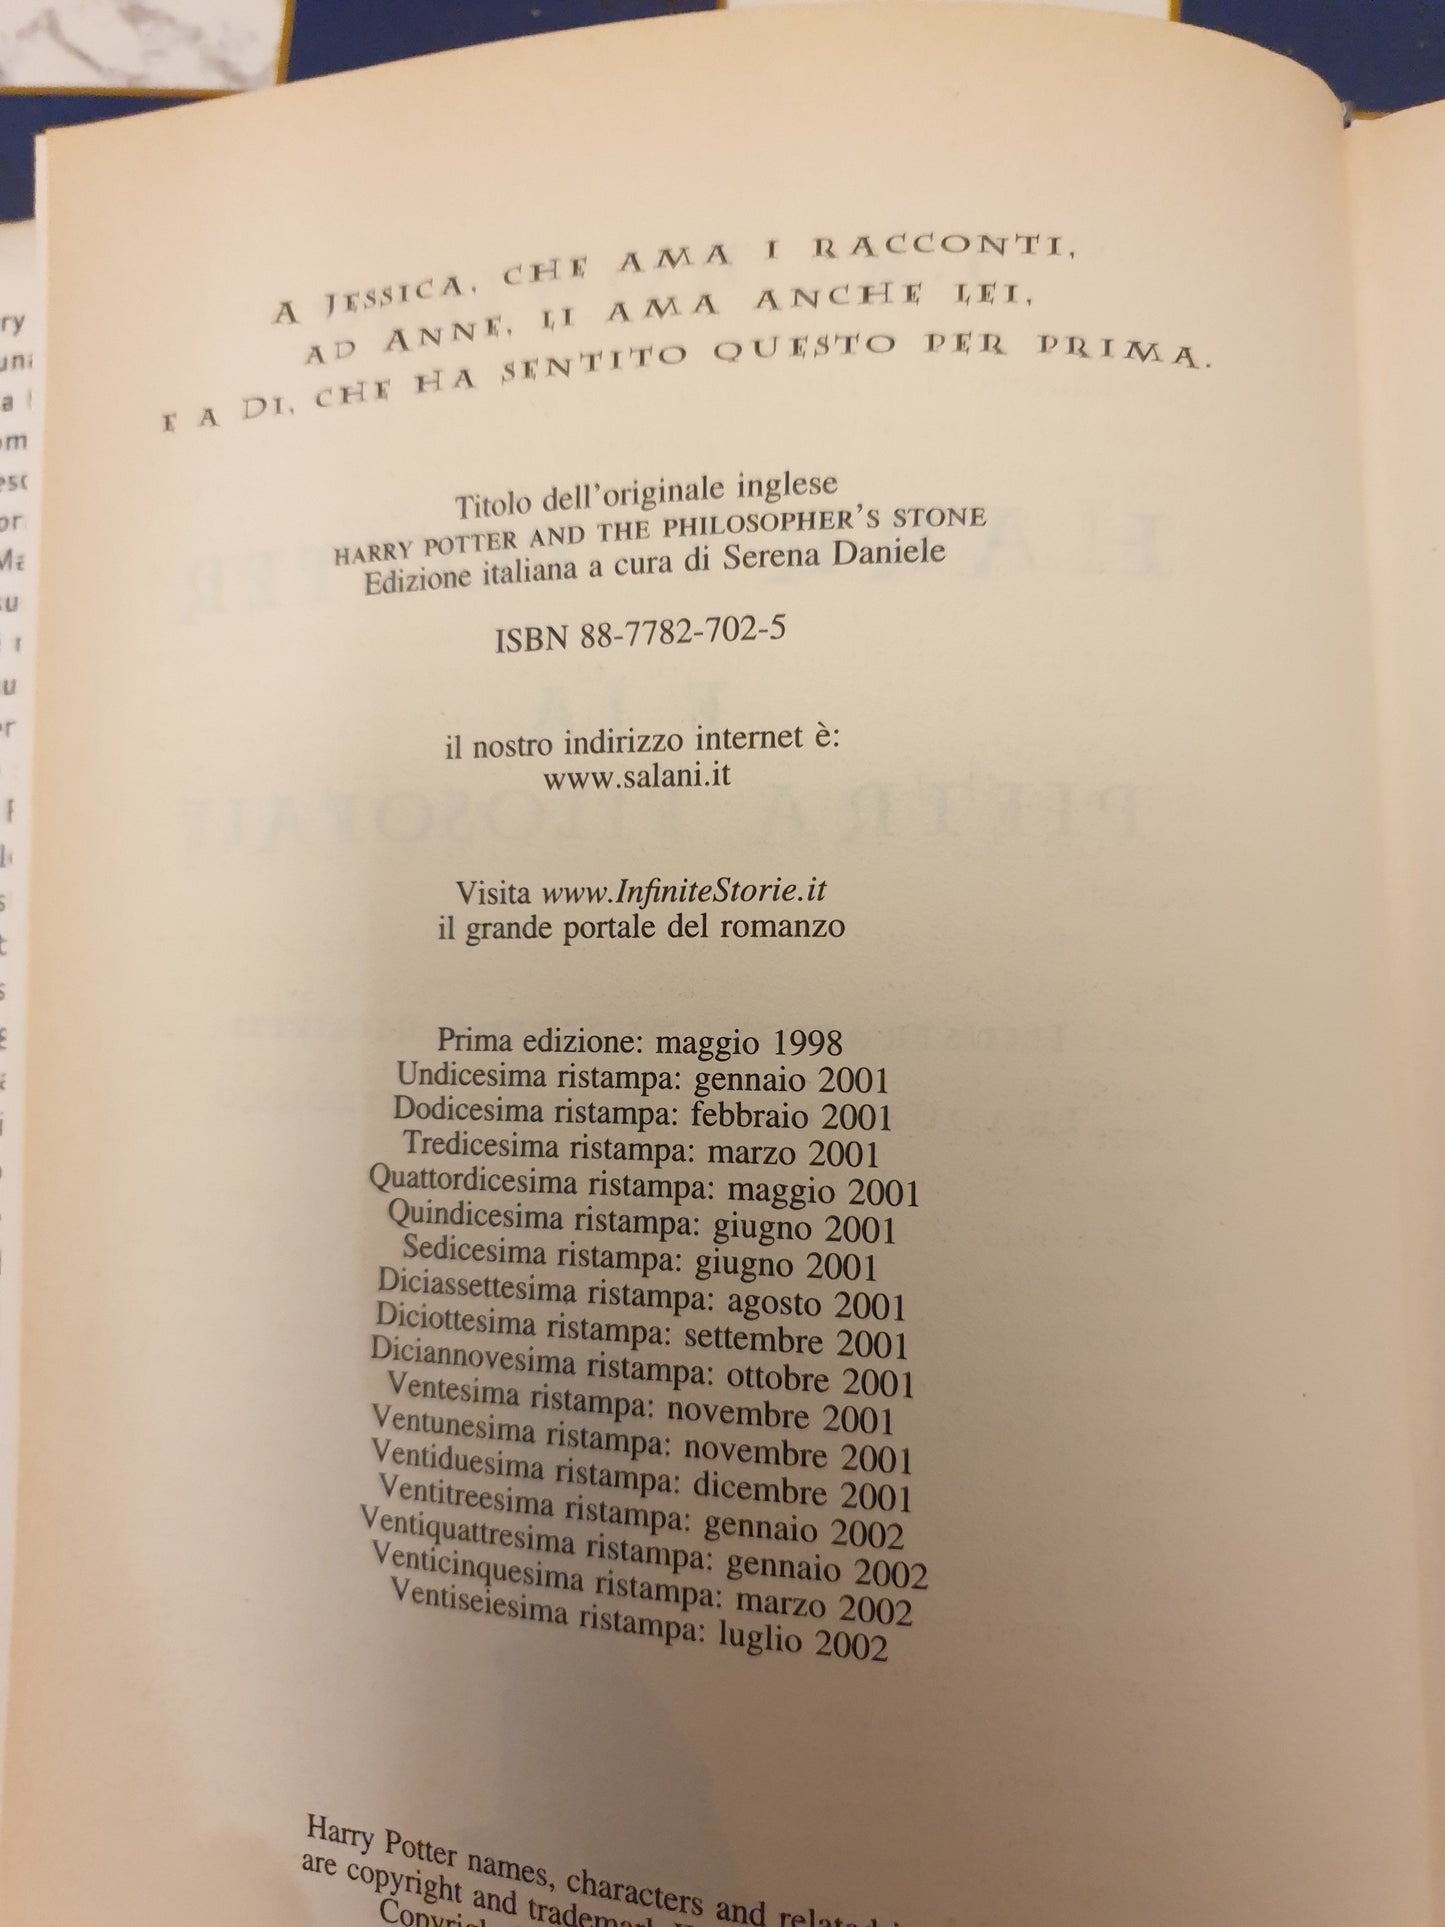 A JESSICA, CHE AMA I RACCONTI,
AD ANNE, LI AMA ANCHE LEI,
E A DI, CHE HA SENTITO QUESTO PER PRIMA.
Titolo dell'originale inglese
HARRY POTTER AND THE PHILOSOPHER'S STONE
Edizione italiana a cura di Serena Daniele
ISBN 88-7782-702-5
il nostro indirizzo internet è:
www.salani.it
Visita www.InfiniteStorie.it
il grande portale del romanzo
Prima edizione: maggio 1998
Undicesima ristampa: gennaio 2001
Dodicesima ristampa: febbraio 2001
Tredicesima ristampa: marzo 2001
Quattordicesima ristampa: maggio 2001
Quindicesima ristampa: giugno 2001
Sedicesima ristampa: giugno 2001
Diciassettesima ristampa: agosto 2001
Diciottesima ristampa: settembre 2001
Diciannovesima ristampa: ottobre 2001
Ventesima ristampa: novembre 2001
Ventunesima ristampa: novembre 2001
Ventiduesima ristampa: dicembre 2001
Ventitreesima ristampa: gennaio 2002
Ventiquattresima ristampa: gennaio 2002
Venticinquesima ristampa: marzo 2002
Ventiseiesima ristampa: luglio 2002
Harry Potter names, characters and related
are copyright and